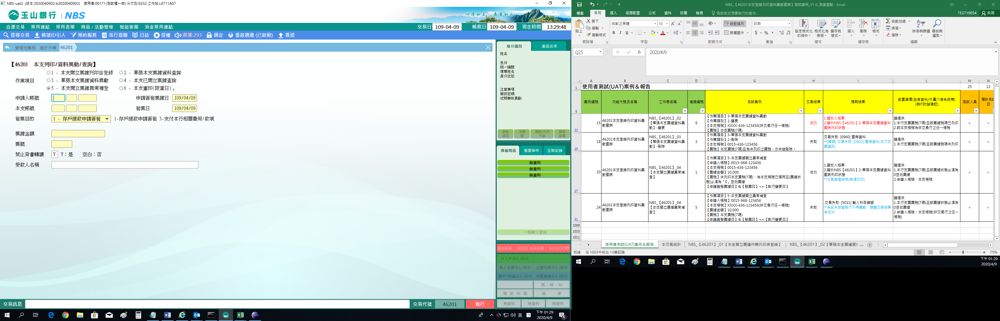 NBS-uat2 (版本:2020040902.b2020040902) 使用者:00171(測試櫃一幸) 分行別:9232 工作站:L9711A07
玉山銀行 | NBS
心清如玉, 義重如山
自選交易 常用連結 常用表單 商品 / 活動管理 智能客服 消金常用連結
交易日 109-04-09 帳務日 109-04-09 現在時間 13:29:48
搜尋交易 帳號ID引入 預約服務 蒞行提醒 日誌 授權 廣播:293 鎖定 重啟週邊 (已啟動) 簽退
管理性業務 會計作業 46201
【46201 本支列印/資料異動/查詢】
作業項目
1 - 本支開立票據列印含登錄 2 - 單張本支票據資料查詢
3 - 單張本支票據資料異動 4 - 本支已開立票據查詢
5 - 本支開立票據異常補登 6 - 本支重印(限當日)」
申請人帳號 申請簽發票據日 109/04/09
本支帳號 發票日 109/04/09
發票目的 1 - 存戶提款申請簽發 1-存戶提款申請簽發 3-支付本行相關費用/款項
票據金額
票號
禁止背書轉讓 Y Y：是 空白：否
受款人名稱
身分識別 產品往來
姓名
生日
統一編號
理專姓名
身分註記
注意事項
簡訊密碼
近期事故異動
顧客資訊 手續費 通路/共同行銷 顧客影像
推薦商品 重要事件 互動記錄
無資料
無資料
無資料
一般轉介登錄
服務號碼： 0000 等候時間： 00分00秒
V I P:0人 00分
個人交易:0人 00分 企業交易:0人 00分
開戶/申請:0人 00分 外匯業務:0人 00分
再 呼 叫
預 約 叫 號 結 束
無資料 無資料 無資料
交易訊息 交易代號 46201 執行
英
下午 01:29
2020/4/9
6
NBS_【46201本支登錄列印資料異動查詢】測試案例_V1.0_測資盤點 - Excel
檔案 常用 插入 版面配置 公式 資料 校閱 檢視 告訴我您想要執行的動作... TEST19054 共用
貼上 剪下 複製 複製格式 剪貼簿
微軟正黑體 10 B I U 字型
自動換列 跨欄置中 對齊方式
日期 $ % 數值
設定格式化的條件 格式化為表格 儲存格樣式 樣式
插入 刪除 格式 儲存格
自動加總 填滿 清除 排序與篩選 尋找與選取 編輯
Q25 fx 2020/4/9
A B C D G H I L M N
1 使用者測試(UAT)案例＆報告 25 13
5 案例編號 功能代號及名稱 工作表名稱 情境編號 測試案例 交易結果 預期結果 前置準備(包含資料/外圍介接系統等)(與IT討論確認) 測試人員 預計測試日
22 15 46201本支登錄列印資料異動查詢
NBS_【46201】_02【單張本支票據資料異動】-變更 9
【作業項目】3-單張本支票據資料異動
【作業類別】1-變更
【本支帳號】XXXX-436-123456(非交易行任一帳號)
【票號】本支票號(7碼)
成功
1.請放入短單
2.請於NBS【46201】2-單張本支票據資料查詢列印狀態
請提供
1.本行支票票號(7碼)且該票據號碼已列印
2.該本支帳號為非交易行之任一帳號
v v
25 18 46201本支登錄列印資料異動查詢
NBS_【46201】_03【單張本支票據資料異動】-刪除 3
【作業項目】3-單張本支票據資料異動
【作業類別】2-刪除
【本支帳號】0015-436-123456
【票號】本支票號(7碼)且為未列印之票號，亦未被刪除。
失敗
交易失敗: [0960] 查無資料
**[錯誤] 交易失敗: [0902] 查無資料(本行支票資訊)
請提供
1.本行支票票號(7碼)且該票據號碼未列印
v v
27 20 46201本支登錄列印資料異動查詢
NBS_【46201】_04【本支開立票據異常補登】 1
【作業項目】5-本支票據開立異常補登
【申請人帳號】0015-968-123456
【本支帳號】0015-436-123456
【票據金額】10,000
【票號】未列印本支票號(7碼)，為本支帳號已領用且[票據狀態]必須為「0」空白票據
【申請簽發票據日】&【發票日】<=【執行變更日】
成功
1.請放入短單
2.請於NBS【46201】2-單張本支票據資料查詢列印狀態
**交易處理結束(無須列印)
請提供
1.本行支票票號(7碼)且該票據狀態必須為0空白票據
2.申請人帳號、本支帳號
v v
31 24 46201本支登錄列印資料異動查詢
NBS_【46201】_04【本支開立票據異常補登】 5
【作業項目】5-本支票據開立異常補登
【申請人帳號】0015-968-123456
【本支帳號】XXXX-436-123456(非交易行任一帳號)
【票據金額】10,000
【票號】本支票號(7碼)
【申請簽發票據日】&【發票日】<=【執行變更日】
失敗
交易失敗: [5031] 輸入科目錯誤
**系統未控管聯行不得異動，調整交易結果為成功
請提供
1.本行支票票號(7碼)且該票據狀態必須為0空白票據
2.申請人帳號、本支帳號(非交易行之任一帳號)
v v
1009
1010
1011
使用者測試(UAT)案例＆報告 本交易統計 NBS_【46201】_01【本支開立票據作業列印含登錄】 NBS_【46201】_02【單張本支票據資料 ...
就緒 從 1003中找出 13筆記錄 75%
下午 01:29
2020/4/9